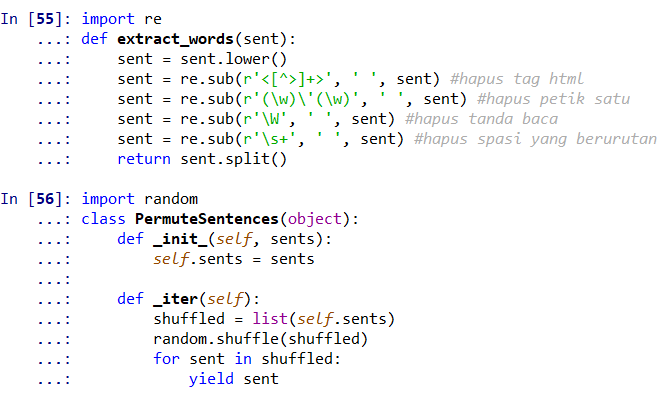 In [55]: import re
    ...: def extract_words(sent):
    ...:     sent = sent.lower()
    ...:     sent = re.sub(r'<[^>]+>', ' ', sent) #hapus tag html
    ...:     sent = re.sub(r'(\w)\'(\w)', ' ', sent) #hapus petik satu
    ...:     sent = re.sub(r'\W', ' ', sent) #hapus tanda baca
    ...:     sent = re.sub(r'\s+', ' ', sent) #hapus spasi yang berurutan
    ...:     return sent.split()

In [56]: import random
    ...: class PermuteSentences(object):
    ...:     def _init_(self, sents):
    ...:         self.sents = sents
    ...:
    ...:     def _iter(self):
    ...:         shuffled = list(self.sents)
    ...:         random.shuffle(shuffled)
    ...:         for sent in shuffled:
    ...:             yield sent